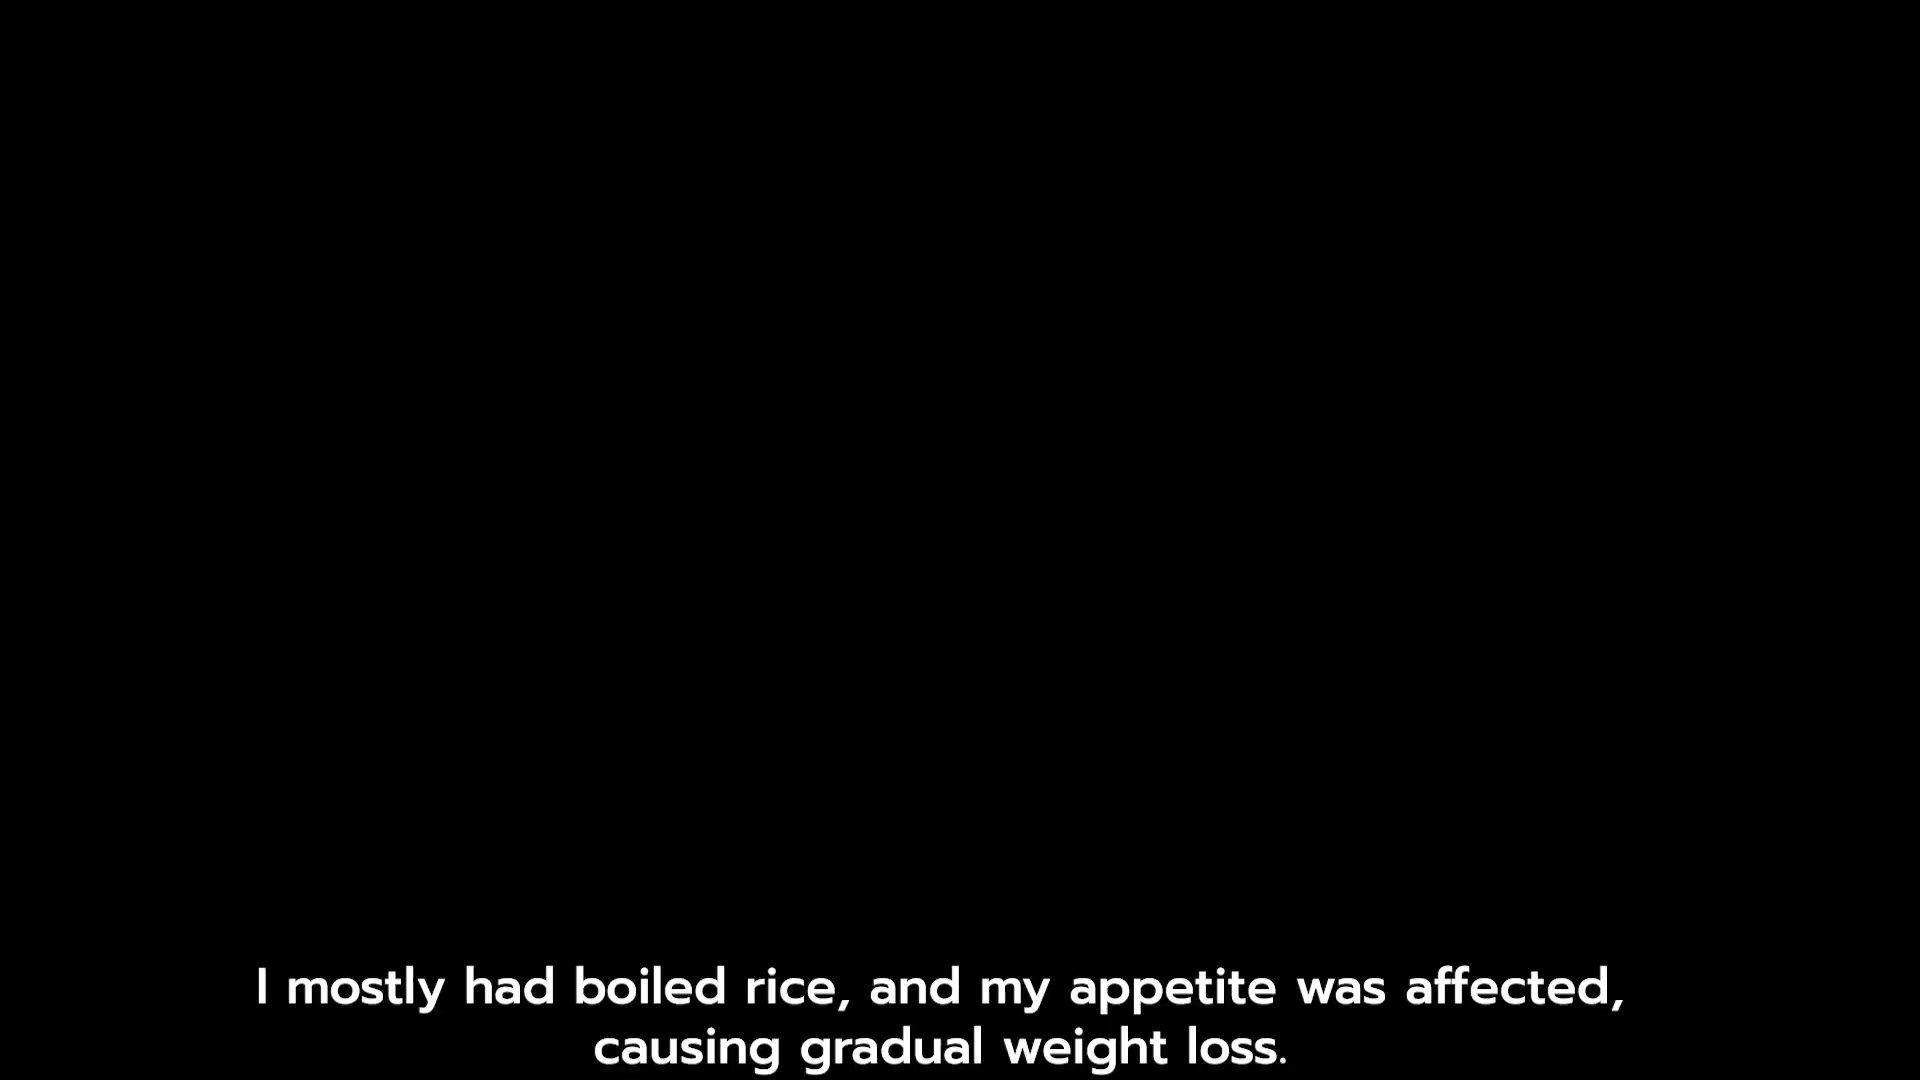 I mostly had boiled rice, and my appetite was affected,
causing gradual weight loss.